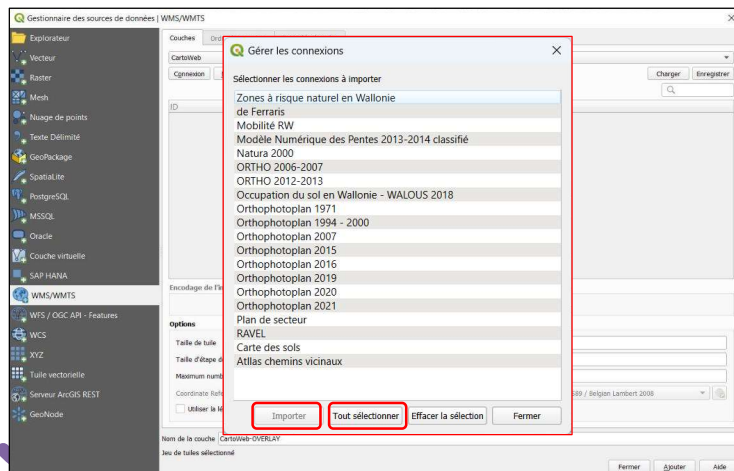 Gestionnaire des sources de données | WMS/WMTS
Explorateur
Vecteur
Raster
Mesh
Nuage de points
Texte Délimité
GeoPackage
SpatiaLite
PostgreSQL
MSSQL
Oracle
Couche virtuelle
SAP HANA
WMS/WMTS
WFS / OGC API - Features
WCS
XYZ
Tuile vectorielle
Serveur ArcGIS REST
GeoNode
Couches
CartoWeb
Connexion
Charger
Enregistrer
ID
Encodage de l'i
Options
Taille de tuile
Taille d'étape d
Maximum numb
Coordinate Refe
/ Belgian Lambert 2008
Utiliser la lé
Nom de la couche CartoWeb-OVERLAY
Jeu de tuiles sélectionné
Fermer
Ajouter
Aide
Gérer les connexions
Sélectionner les connexions à importer
Zones à risque naturel en Wallonie
de Ferraris
Mobilité RW
Modèle Numérique des Pentes 2013-2014 classifié
Natura 2000
ORTHO 2006-2007
ORTHO 2012-2013
Occupation du sol en Wallonie - WALOUS 2018
Orthophotoplan 1971
Orthophotoplan 1994 - 2000
Orthophotoplan 2007
Orthophotoplan 2015
Orthophotoplan 2016
Orthophotoplan 2019
Orthophotoplan 2020
Orthophotoplan 2021
Plan de secteur
RAVEL
Carte des sols
Atllas chemins vicinaux
Importer
Tout sélectionner
Effacer la sélection
Fermer